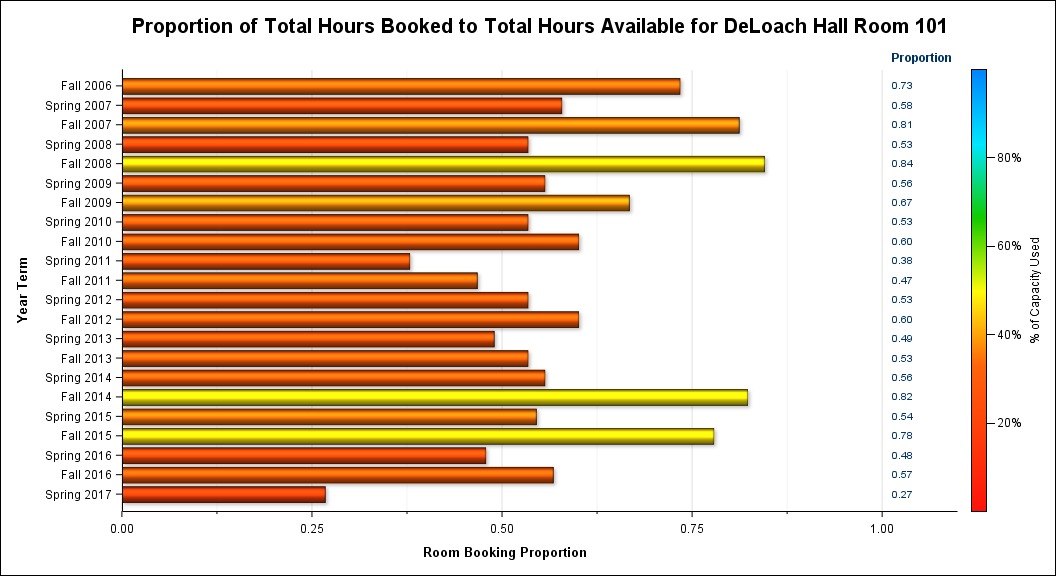 Proportion of Total Hours Booked to Total Hours Available for DeLoach Hall Room 101
Proportion
Fall 2006 0.73
Spring 2007 0.58
Fall 2007 0.81
Spring 2008 0.53
Fall 2008 0.84
Spring 2009 0.56
Fall 2009 0.67
Spring 2010 0.53
Fall 2010 0.60
Spring 2011 0.38
Fall 2011 0.47
Spring 2012 0.53
Fall 2012 0.60
Spring 2013 0.49
Fall 2013 0.53
Spring 2014 0.56
Fall 2014 0.82
Spring 2015 0.54
Fall 2015 0.78
Spring 2016 0.48
Fall 2016 0.57
Spring 2017 0.27
Year Term
0.00 0.25 0.50 0.75 1.00
Room Booking Proportion
80%
60%
40%
20%
% of Capacity Used